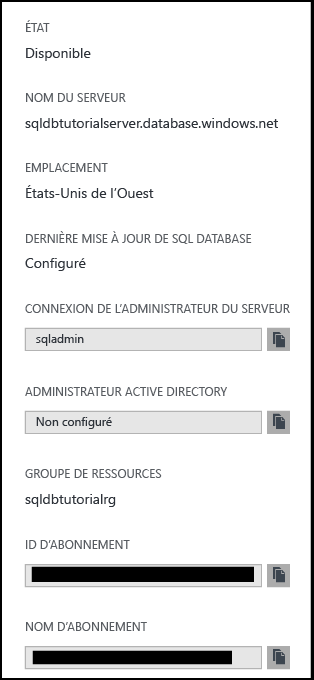 ÉTAT
Disponible
NOM DU SERVEUR
sqldbtutorialserver.database.windows.net
EMPLACEMENT
États-Unis de l'Ouest
DERNIÈRE MISE À JOUR DE SQL DATABASE
Configuré
CONNEXION DE L'ADMINISTRATEUR DU SERVEUR
sqladmin
ADMINISTRATEUR ACTIVE DIRECTORY
Non configuré
GROUPE DE RESSOURCES
sqldbtutorialrg
ID D'ABONNEMENT
NOM D'ABONNEMENT